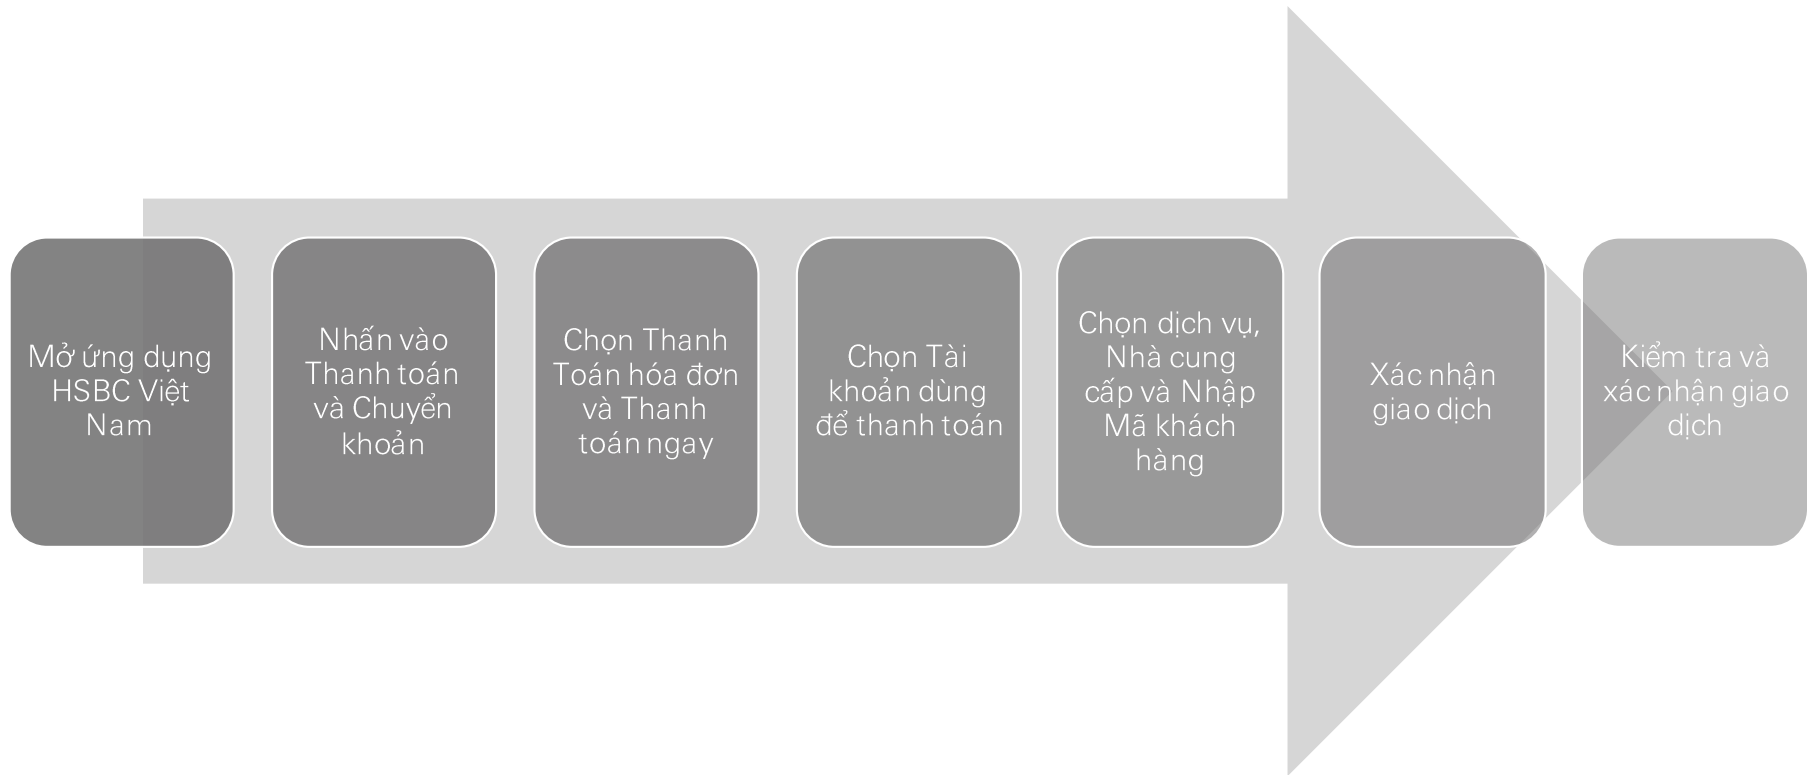 Mở ứng dụng
HSBC Việt
Nam
Nhấn vào
Thanh toán
và Chuyển
khoản
Chọn Thanh
Toán hóa đơn
và Thanh
toán ngay
Chọn Tài
khoản dùng
để thanh toán
Chọn dịch vụ,
Nhà cung
cấp và Nhập
Mã khách
hàng
Xác nhận
giao dịch
Kiểm tra và
xác nhận giao
dịch